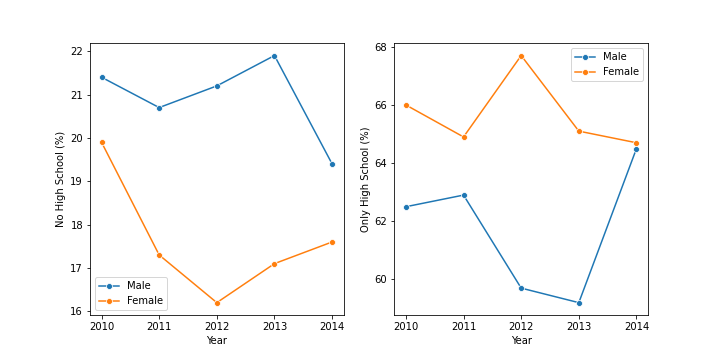 22
21
20
19
18
17
16
No High School (%)
Male
Female
2010 2011 2012 2013 2014
Year
68
66
64
62
60
Only High School (%)
Male
Female
2010 2011 2012 2013 2014
Year